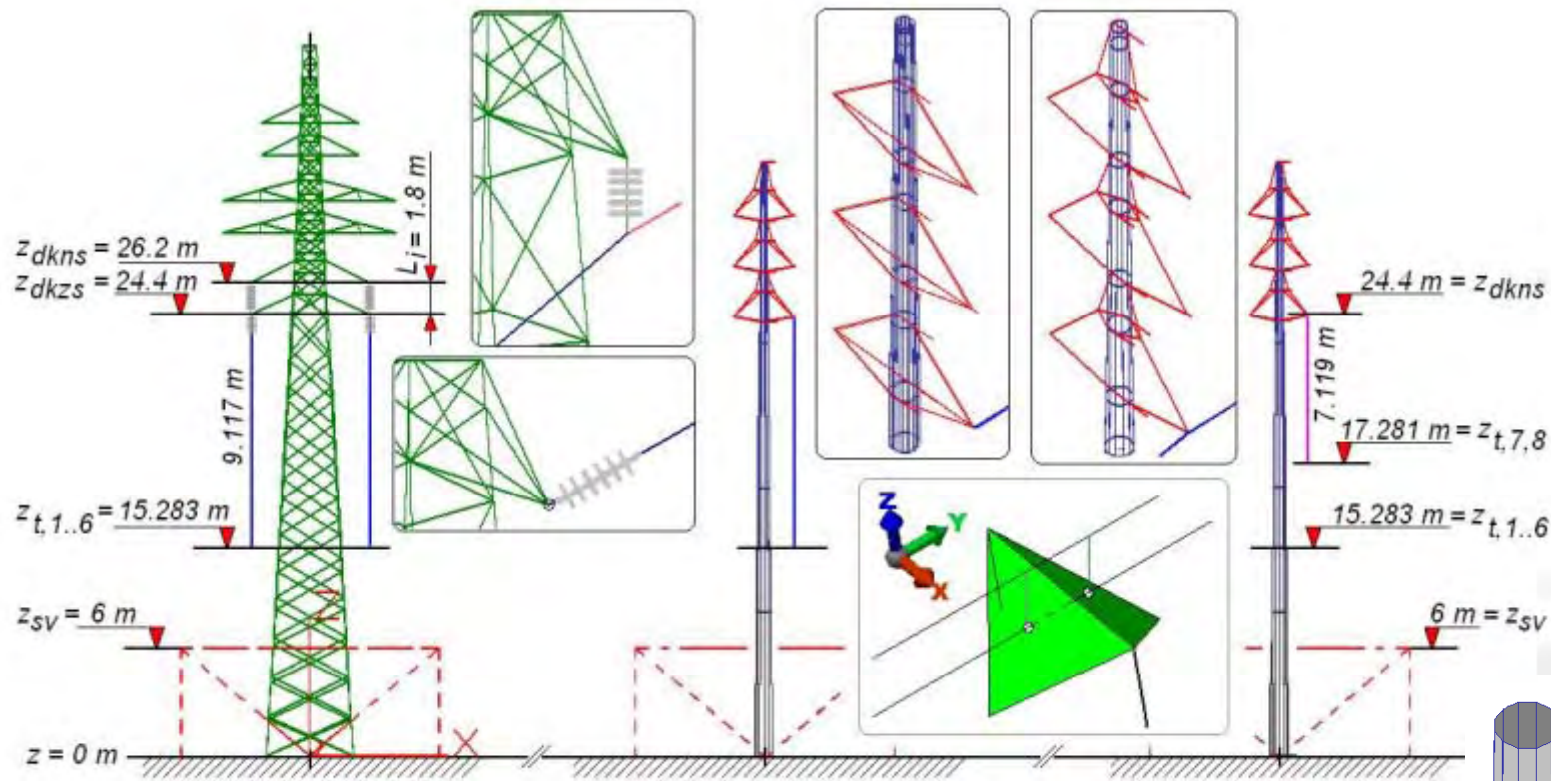 z_dkns = 26.2 m
z_dkzs = 24.4 m
L_i = 1.8 m
9.117 m
z_t,1..6 = 15.283 m
z_sv = 6 m
z = 0 m
Z
X
Z
Y
X
24.4 m = z_dkns
7.119 m
17.281 m = z_t,7,8
15.283 m = z_t,1..6
6 m = z_sv